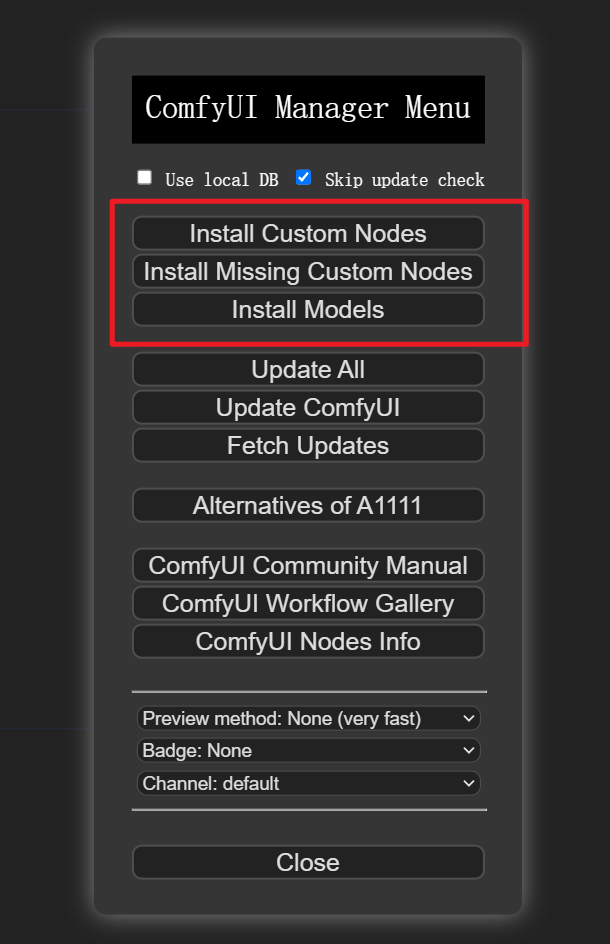 ComfyUI Manager Menu
Use local DB Skip update check
Install Custom Nodes
Install Missing Custom Nodes
Install Models
Update All
Update ComfyUI
Fetch Updates
Alternatives of A1111
ComfyUI Community Manual
ComfyUI Workflow Gallery
ComfyUI Nodes Info
Preview method: None (very fast)
Badge: None
Channel: default
Close